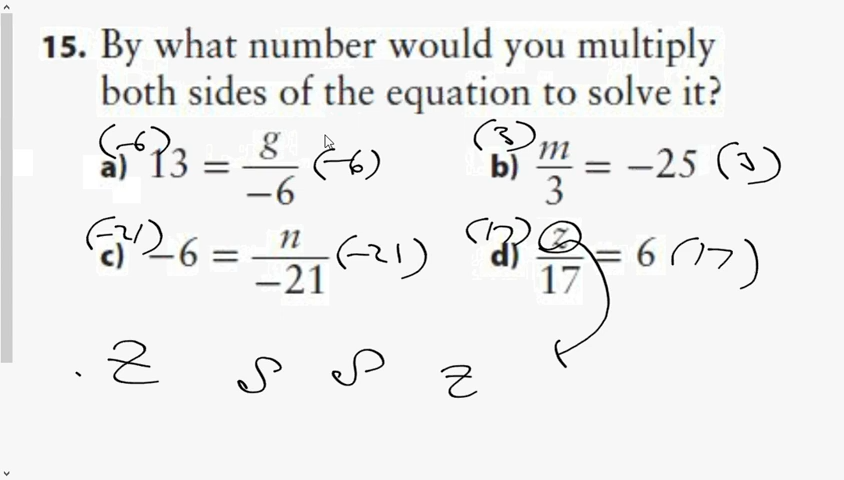 15. By what number would you multiply
both sides of the equation to solve it?
(-6) (3)
a) 13 = g/-6 (-6) b) m/3 = -25 (3)
(-21) (17)
c) -6 = n/-21 (-21) d) z/17 = 6 (17)
z z